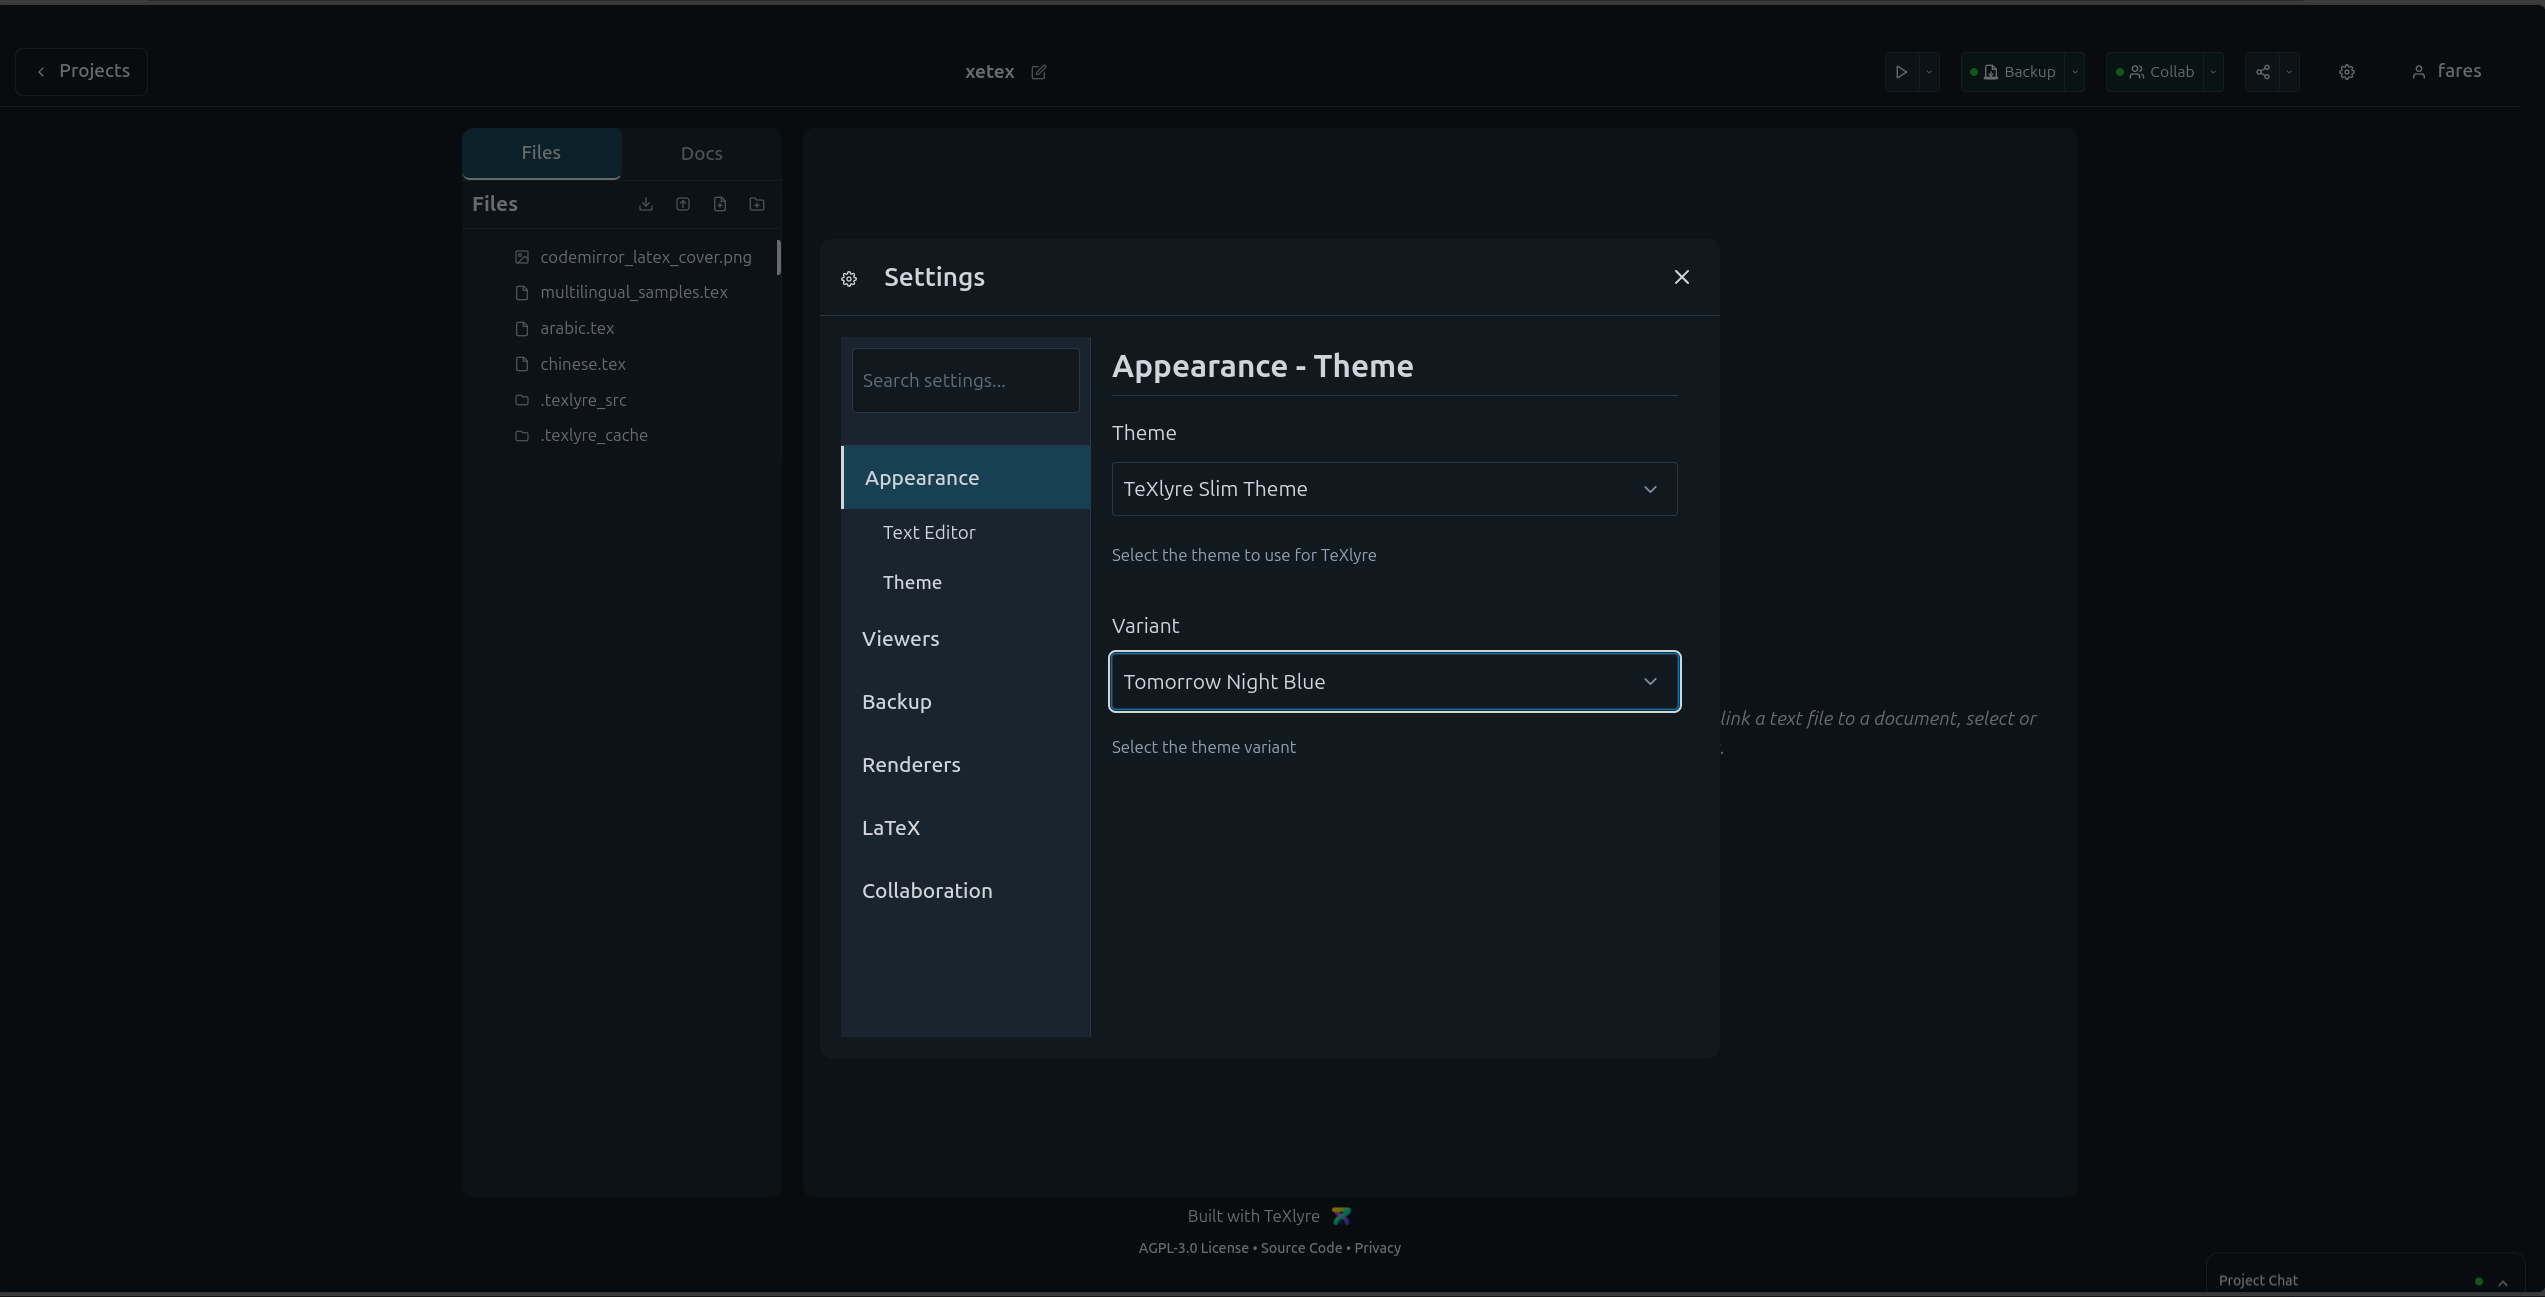 Projects
xetex
Backup
Collab
fares
Files
Docs
Files
codemirror_latex_cover.png
multilingual_samples.tex
arabic.tex
chinese.tex
.texlyre_src
.texlyre_cache
Settings
Search settings...
Appearance
Text Editor
Theme
Viewers
Backup
Renderers
LaTeX
Collaboration
Appearance - Theme
Theme
TeXlyre Slim Theme
Select the theme to use for TeXlyre
Variant
Tomorrow Night Blue
Select the theme variant
link a text file to a document, select or
.
Built with TeXlyre
AGPL-3.0 License • Source Code • Privacy
Project Chat